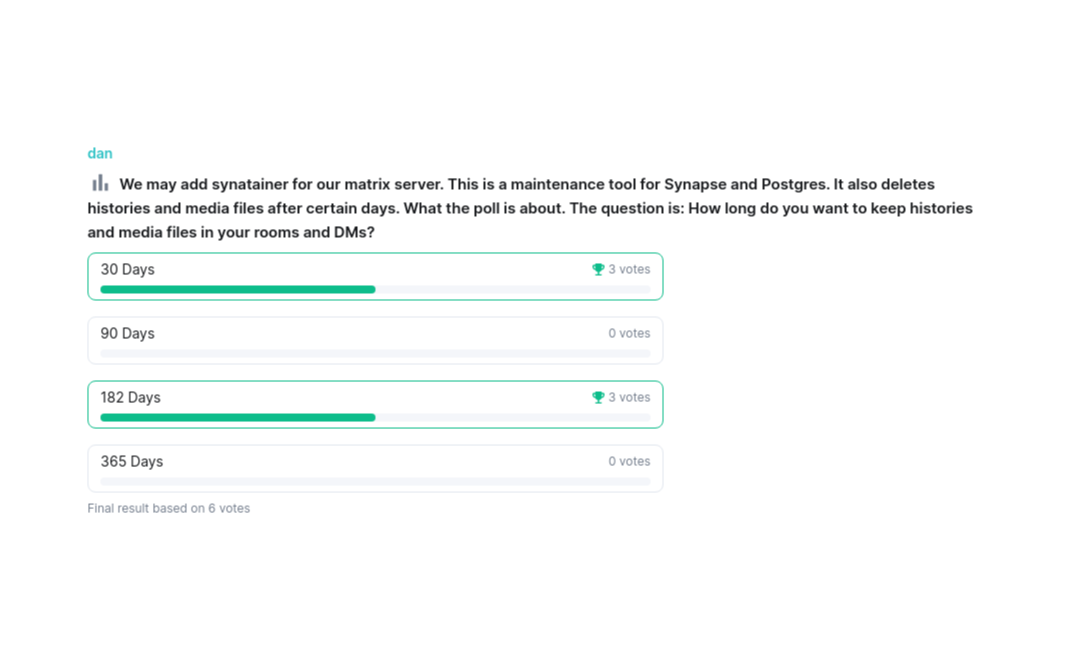 dan
We may add synatainer for our matrix server. This is a maintenance tool for Synapse and Postgres. It also deletes
histories and media files after certain days. What the poll is about. The question is: How long do you want to keep histories
and media files in your rooms and DMs?
30 Days 3 votes
90 Days 0 votes
182 Days 3 votes
365 Days 0 votes
Final result based on 6 votes